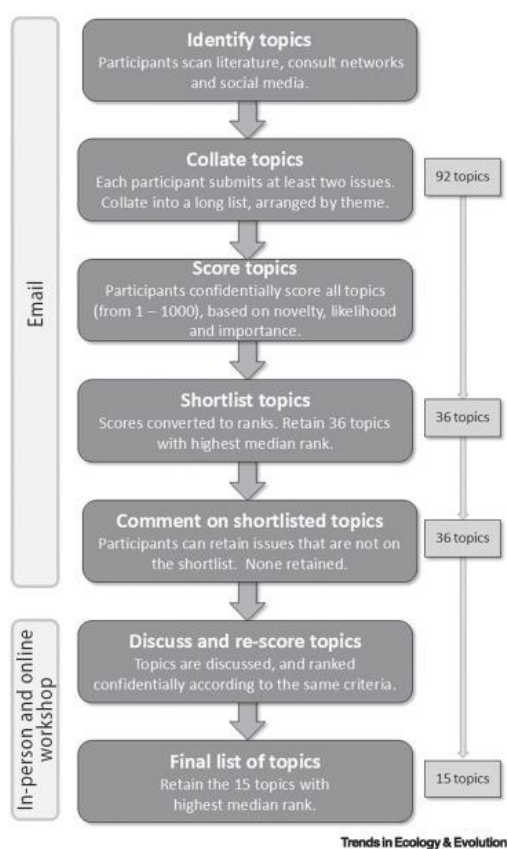 Identify topics
Participants scan literature, consult networks
and social media.
Collate topics
Each participant submits at least two issues.
Collate into a long list, arranged by theme.
92 topics
Score topics
Participants confidentially score all topics
(from 1 – 1000), based on novelty, likelihood
and importance.
Email
Shortlist topics
Scores converted to ranks. Retain 36 topics
with highest median rank.
36 topics
Comment on shortlisted topics
Participants can retain issues that are not on
the shortlist.  None retained.
36 topics
Discuss and re-score topics
Topics are discussed, and ranked
confidentially according to the same criteria.
In-person and online
workshop
Final list of topics
Retain the 15 topics with
highest median rank.
15 topics
Trends in Ecology & Evolution